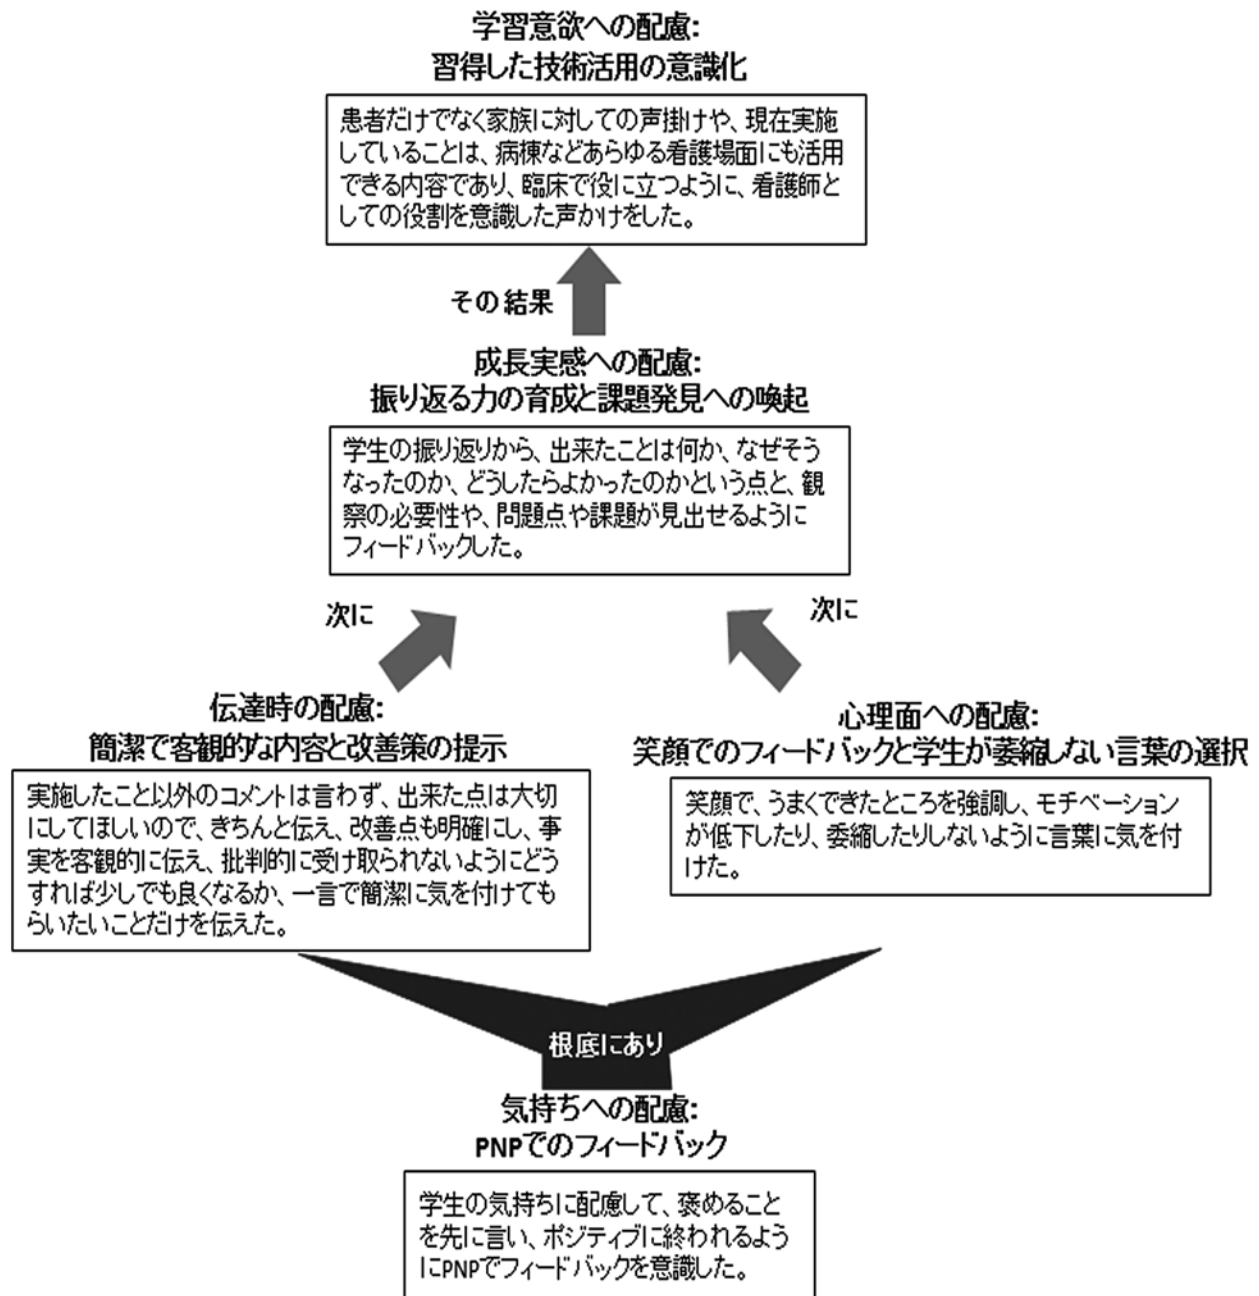 学習意欲への配慮:
習得した技術活用の意識化
患者だけでなく家族に対しての声掛けや、現在実施
していることは、病棟などあらゆる看護場面にも活用
できる内容であり、臨床で役に立つように、看護師と
しての役割を意識した声かけをした。
その結果
成長実感への配慮:
振り返る力の育成と課題発見への喚起
学生の振り返りから、出来たことは何か、なぜそう
なったのか、どうしたらよかったのかという点と、観
察の必要性や、問題点や課題が見出せるように
フィードバックした。
次に
次に
伝達時の配慮:
簡潔で客観的な内容と改善策の提示
実施したこと以外のコメントは言わず、出来た点は大切
にしてほしいので、きちんと伝え、改善点も明確にし、事
実を客観的に伝え、批判的に受け取られないようにどう
すれば少しでも良くなるか、一言で簡潔に気を付けても
らいたいことだけを伝えた。
心理面への配慮:
笑顔でのフィードバックと学生が萎縮しない言葉の選択
笑顔で、うまくできたところを強調し、モチベーション
が低下したり、委縮したりしないように言葉に気を付
けた。
根底にあり
気持ちへの配慮:
PNPでのフィードバック
学生の気持ちに配慮して、褒めること
を先に言い、ポジティブに終われるよう
にPNPでフィードバックを意識した。